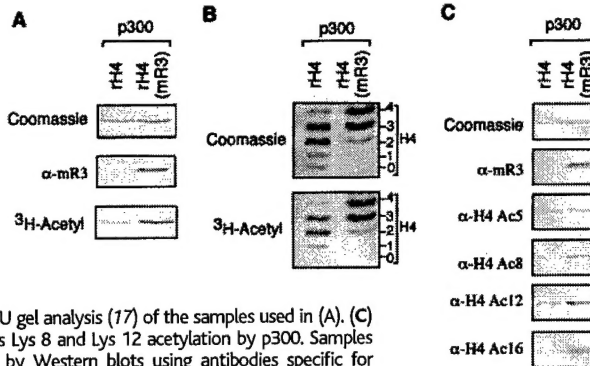 A
p300
rH4
rH4
(mR3)
Coomassie
α-mR3
³H-Acetyl
B
p300
rH4
rH4
(mR3)
Coomassie
4
3
2
1
0
H4
³H-Acetyl
4
3
2
1
0
H4
C
p300
rH4
rH4
(mR3)
Coomassie
α-mR3
α-H4 Ac5
α-H4 Ac8
α-H4 Ac12
α-H4 Ac16
U gel analysis (17) of the samples used in (A). (C)
s Lys 8 and Lys 12 acetylation by p300. Samples
by Western blots using antibodies specific for